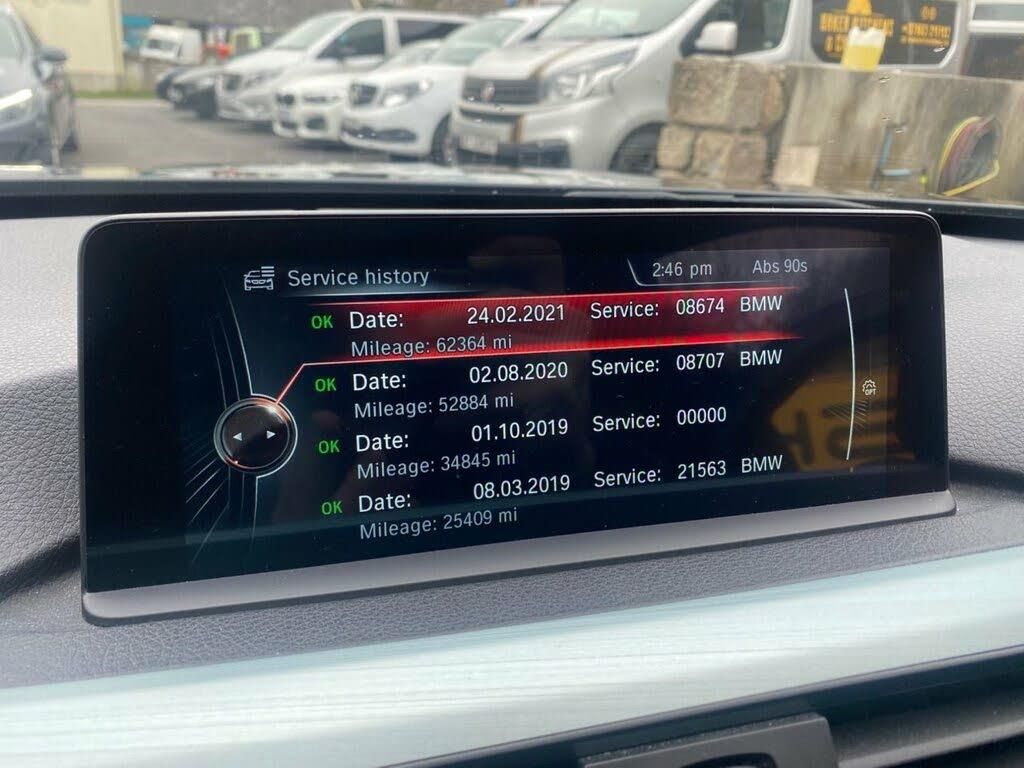 Service history
2:46 pm
Abs 90s
OK Date: 24.02.2021 Service: 08674 BMW
Mileage: 62364 mi
OK Date: 02.08.2020 Service: 08707 BMW
Mileage: 52884 mi
OK Date: 01.10.2019 Service: 00000
Mileage: 34845 mi
OK Date: 08.03.2019 Service: 21563 BMW
Mileage: 25409 mi
OPT